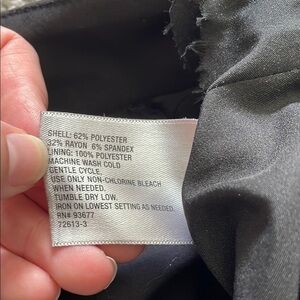 SHELL: 62% POLYESTER
32% RAYON 6% SPANDEX
LINING: 100% POLYESTER
MACHINE WASH COLD
GENTLE CYCLE.
USE ONLY NON-CHLORINE BLEACH
WHEN NEEDED.
TUMBLE DRY LOW.
IRON ON LOWEST SETTING AS NEEDED.
RN# 93677
72613-3